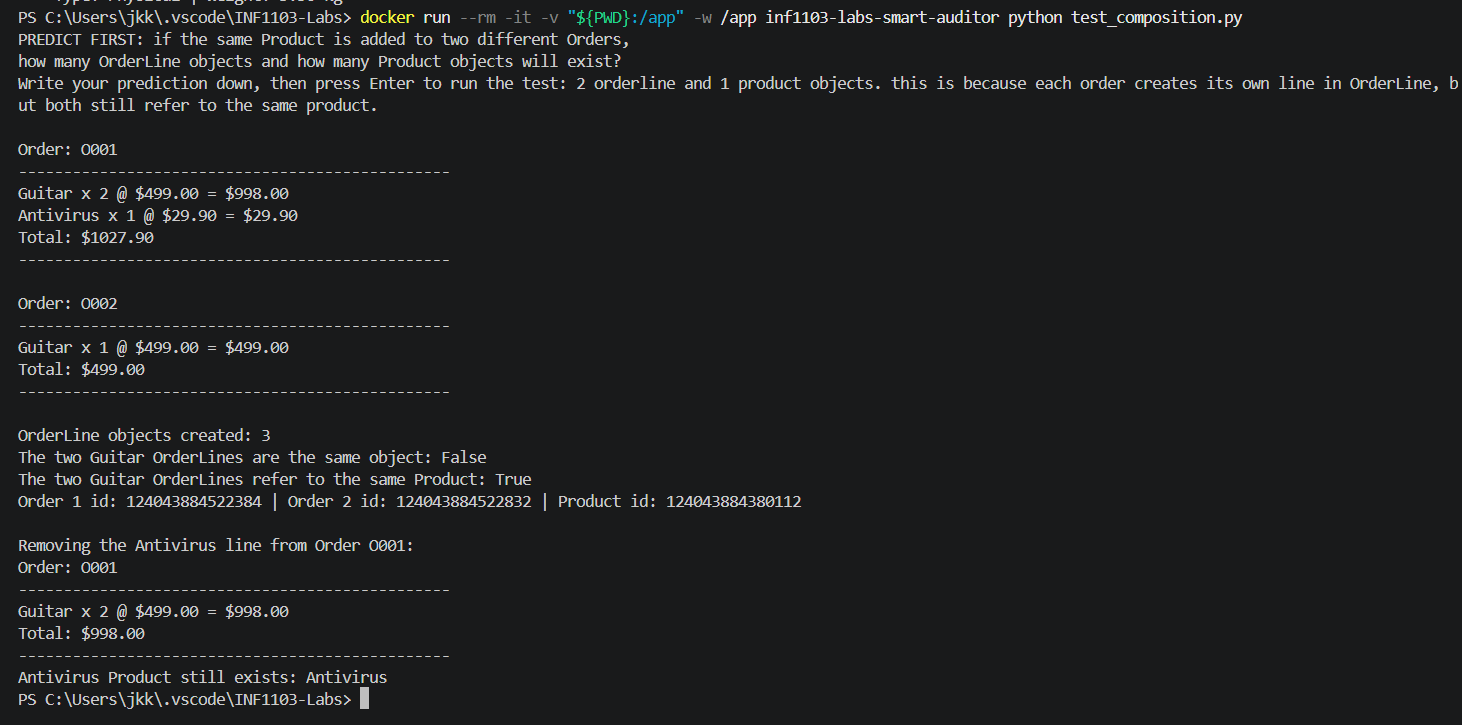 PS C:\Users\jkk\.vscode\INF1103-Labs> docker run --rm -it -v "${PWD}:/app" -w /app inf1103-labs-smart-auditor python test_composition.py
PREDICT FIRST: if the same Product is added to two different Orders,
how many OrderLine objects and how many Product objects will exist?
Write your prediction down, then press Enter to run the test: 2 orderline and 1 product objects. this is because each order creates its own line in OrderLine, b
ut both still refer to the same product.
Order: O001
------------------------------------------------
Guitar x 2 @ $499.00 = $998.00
Antivirus x 1 @ $29.90 = $29.90
Total: $1027.90
------------------------------------------------
Order: O002
------------------------------------------------
Guitar x 1 @ $499.00 = $499.00
Total: $499.00
------------------------------------------------
OrderLine objects created: 3
The two Guitar OrderLines are the same object: False
The two Guitar OrderLines refer to the same Product: True
Order 1 id: 124043884522384 | Order 2 id: 124043884522832 | Product id: 124043884380112
Removing the Antivirus line from Order O001:
Order: O001
------------------------------------------------
Guitar x 2 @ $499.00 = $998.00
Total: $998.00
------------------------------------------------
Antivirus Product still exists: Antivirus
PS C:\Users\jkk\.vscode\INF1103-Labs>